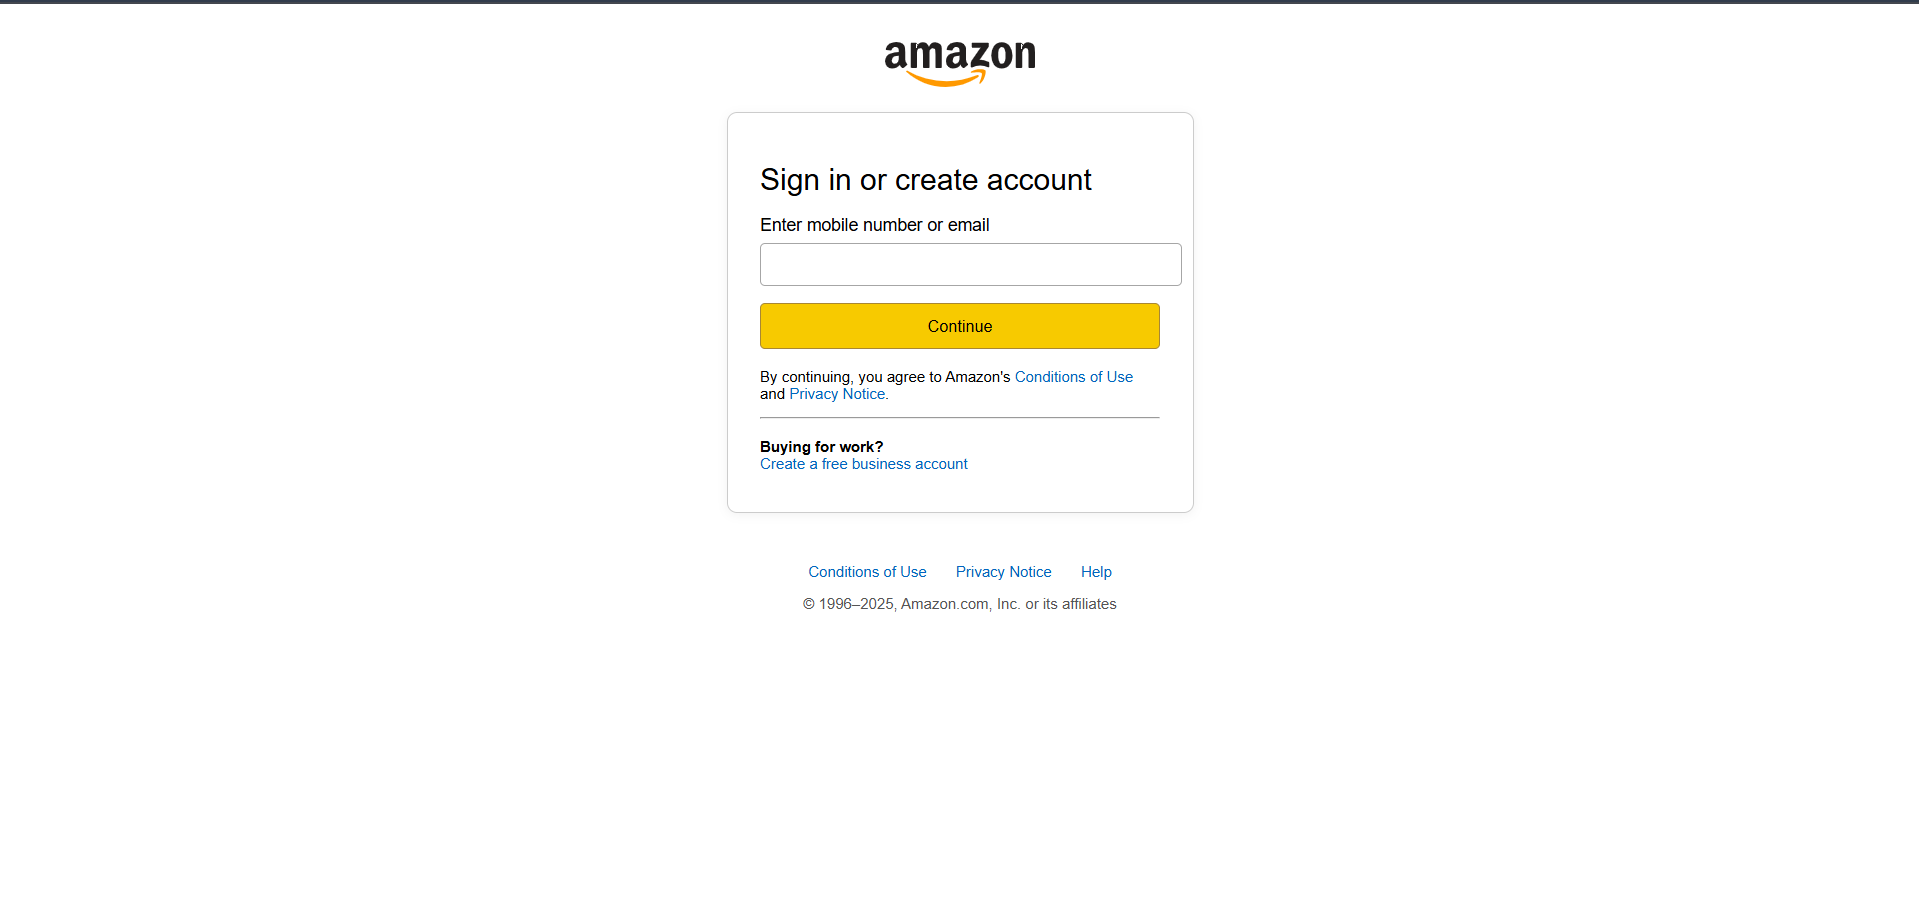 amazon
Sign in or create account
Enter mobile number or email
Continue
By continuing, you agree to Amazon's Conditions of Use
and Privacy Notice.
Buying for work?
Create a free business account
Conditions of Use Privacy Notice Help
© 1996–2025, Amazon.com, Inc. or its affiliates